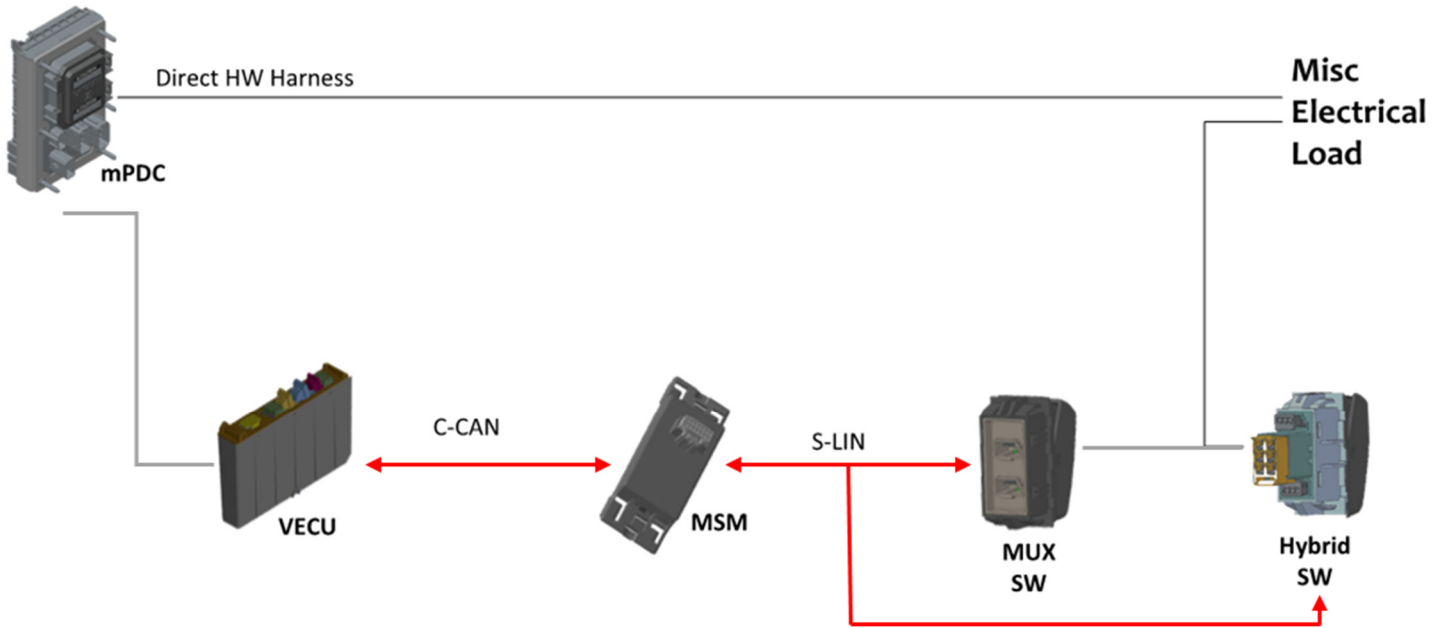 Direct HW Harness
mPDC
Misc
Electrical
Load
C-CAN
S-LIN
VECU
MSM
MUX
SW
Hybrid
SW